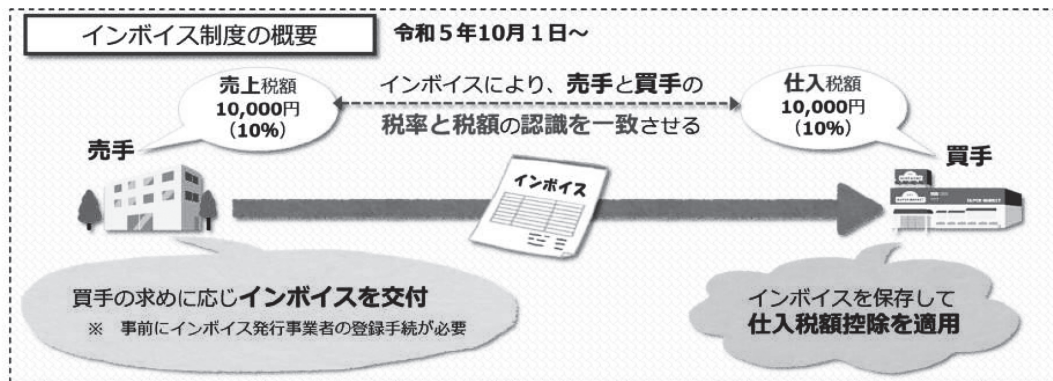 インボイス制度の概要
令和5年10月1日～
売上税額
10,000円
（10%）
インボイスにより、売手と買手の
税率と税額の認識を一致させる
仕入税額
10,000円
（10%）
売手
買手
インボイス
SUPER MARKET
買手の求めに応じインボイスを交付
※　事前にインボイス発行事業者の登録手続が必要
インボイスを保存して
仕入税額控除を適用